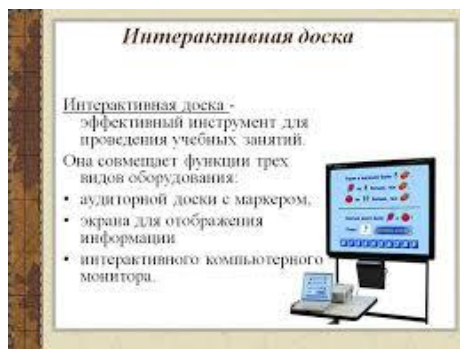 Интерактивная доска
Интерактивная доска -
эффективный инструмент для
проведения учебных занятий.
Она совмещает функции трех
видов оборудования:
• аудиторной доски с маркером,
• экрана для отображения
информации
• интерактивного компьютерного
монитора.